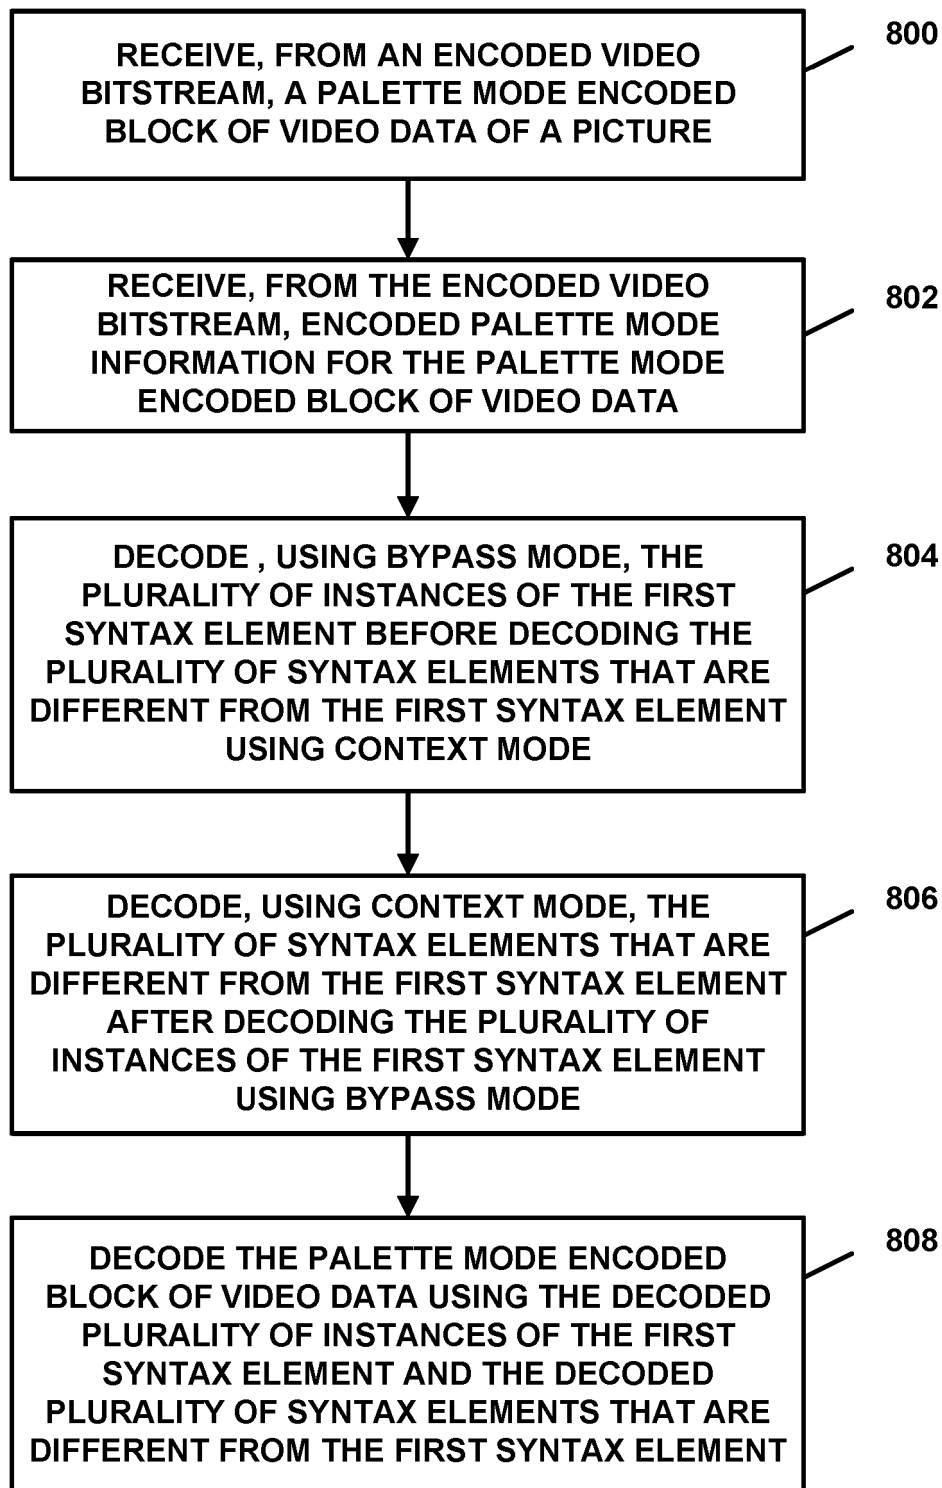 RECEIVE, FROM AN ENCODED VIDEO
BITSTREAM, A PALETTE MODE ENCODED
BLOCK OF VIDEO DATA OF A PICTURE
800
RECEIVE, FROM THE ENCODED VIDEO
BITSTREAM, ENCODED PALETTE MODE
INFORMATION FOR THE PALETTE MODE
ENCODED BLOCK OF VIDEO DATA
802
DECODE , USING BYPASS MODE, THE
PLURALITY OF INSTANCES OF THE FIRST
SYNTAX ELEMENT BEFORE DECODING THE
PLURALITY OF SYNTAX ELEMENTS THAT ARE
DIFFERENT FROM THE FIRST SYNTAX ELEMENT
USING CONTEXT MODE
804
DECODE, USING CONTEXT MODE, THE
PLURALITY OF SYNTAX ELEMENTS THAT ARE
DIFFERENT FROM THE FIRST SYNTAX ELEMENT
AFTER DECODING THE PLURALITY OF
INSTANCES OF THE FIRST SYNTAX ELEMENT
USING BYPASS MODE
806
DECODE THE PALETTE MODE ENCODED
BLOCK OF VIDEO DATA USING THE DECODED
PLURALITY OF INSTANCES OF THE FIRST
SYNTAX ELEMENT AND THE DECODED
PLURALITY OF SYNTAX ELEMENTS THAT ARE
DIFFERENT FROM THE FIRST SYNTAX ELEMENT
808